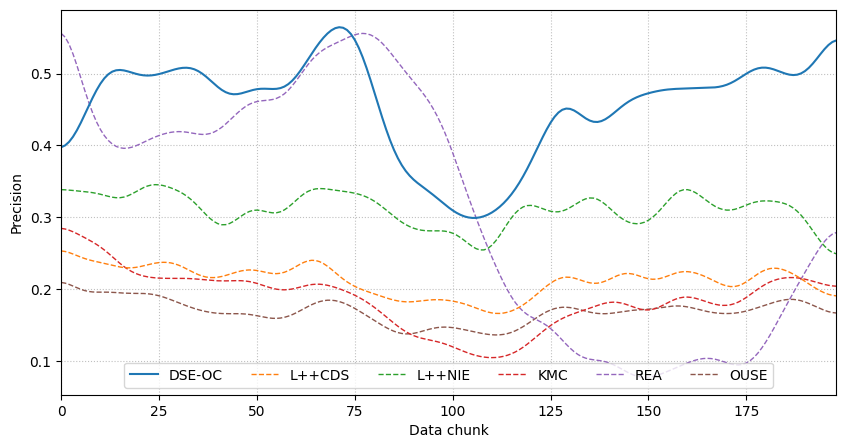 Precision
0.5
0.4
0.3
0.2
0.1
DSE-OC L++CDS L++NIE KMC REA OUSE
0 25 50 75 100 125 150 175
Data chunk